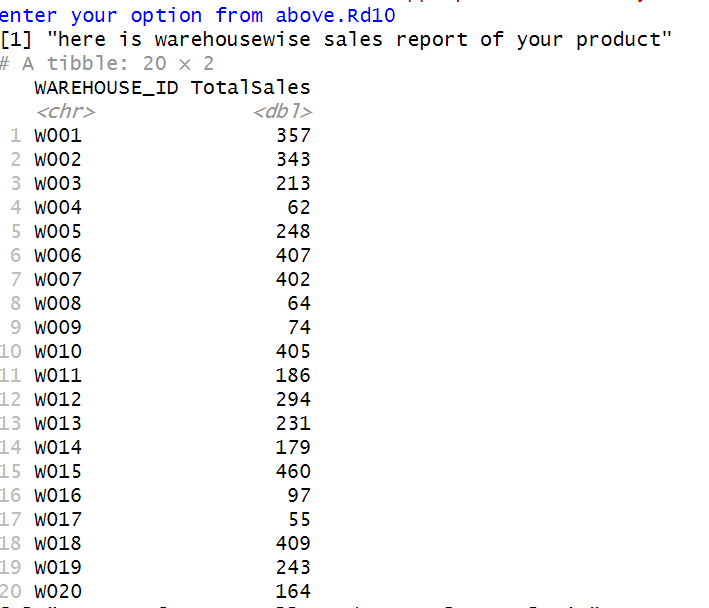 enter your option from above.Rd10
[1] "here is warehousewise sales report of your product"
# A tibble: 20 × 2
WAREHOUSE_ID TotalSales
<chr> <dbl>
1 W001 357
2 W002 343
3 W003 213
4 W004 62
5 W005 248
6 W006 407
7 W007 402
8 W008 64
9 W009 74
10 W010 405
11 W011 186
12 W012 294
13 W013 231
14 W014 179
15 W015 460
16 W016 97
17 W017 55
18 W018 409
19 W019 243
20 W020 164